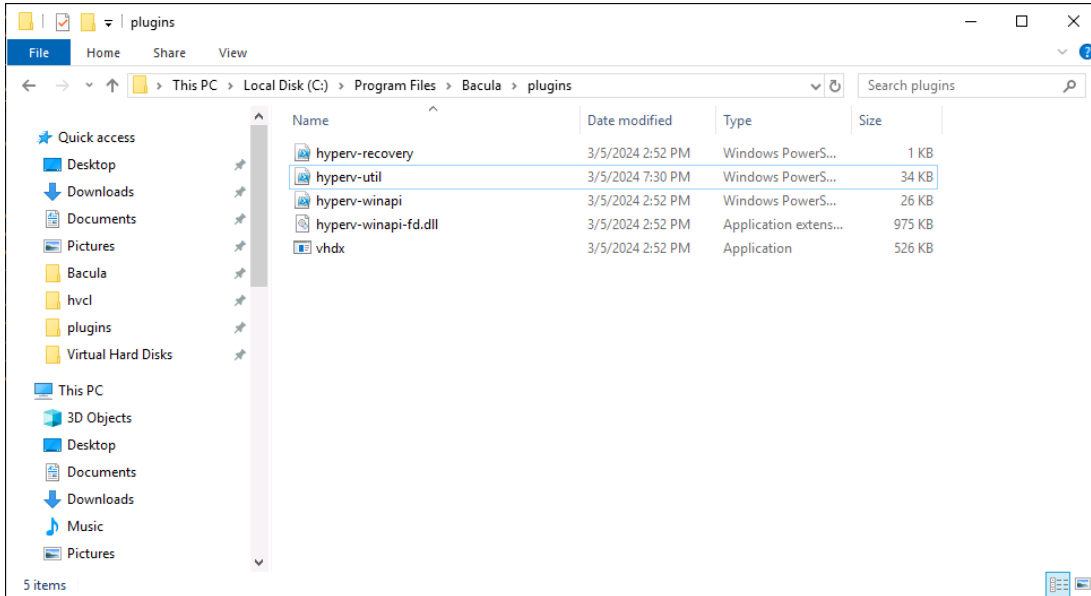 plugins
File Home Share View
This PC > Local Disk (C:) > Program Files > Bacula > plugins
Search plugins
Quick access
Desktop
Downloads
Documents
Pictures
Bacula
hvcl
plugins
Virtual Hard Disks
This PC
3D Objects
Desktop
Documents
Downloads
Music
Pictures
Name Date modified Type Size
hyperv-recovery 3/5/2024 2:52 PM Windows PowerS... 1 KB
hyperv-util 3/5/2024 7:30 PM Windows PowerS... 34 KB
hyperv-winapi 3/5/2024 2:52 PM Windows PowerS... 26 KB
hyperv-winapi-fd.dll 3/5/2024 2:52 PM Application extens... 975 KB
vhdx 3/5/2024 2:52 PM Application 526 KB
5 items